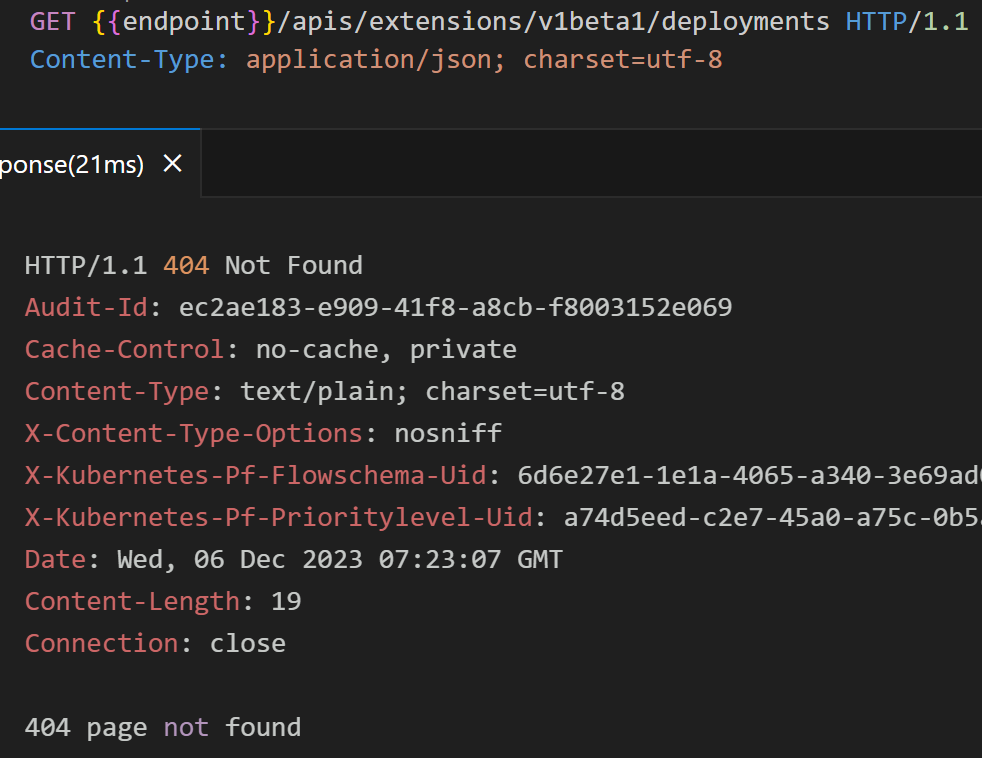 GET {{endpoint}}/apis/extensions/v1beta1/deployments HTTP/1.1
Content-Type: application/json; charset=utf-8
ponse(21ms)
HTTP/1.1 404 Not Found
Audit-Id: ec2ae183-e909-41f8-a8cb-f8003152e069
Cache-Control: no-cache, private
Content-Type: text/plain; charset=utf-8
X-Content-Type-Options: nosniff
X-Kubernetes-Pf-Flowschema-Uid: 6d6e27e1-1e1a-4065-a340-3e69ad
X-Kubernetes-Pf-Prioritylevel-Uid: a74d5eed-c2e7-45a0-a75c-0b5
Date: Wed, 06 Dec 2023 07:23:07 GMT
Content-Length: 19
Connection: close
404 page not found